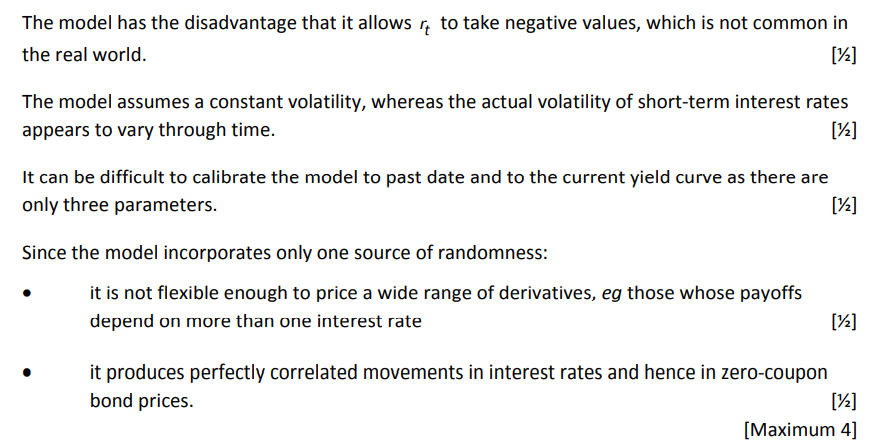 The model has the disadvantage that it allows rt to take negative values, which is not common in
the real world. [½]
The model assumes a constant volatility, whereas the actual volatility of short-term interest rates
appears to vary through time. [½]
It can be difficult to calibrate the model to past date and to the current yield curve as there are
only three parameters. [½]
Since the model incorporates only one source of randomness:
• it is not flexible enough to price a wide range of derivatives, eg those whose payoffs
depend on more than one interest rate [½]
• it produces perfectly correlated movements in interest rates and hence in zero-coupon
bond prices. [½]
[Maximum 4]